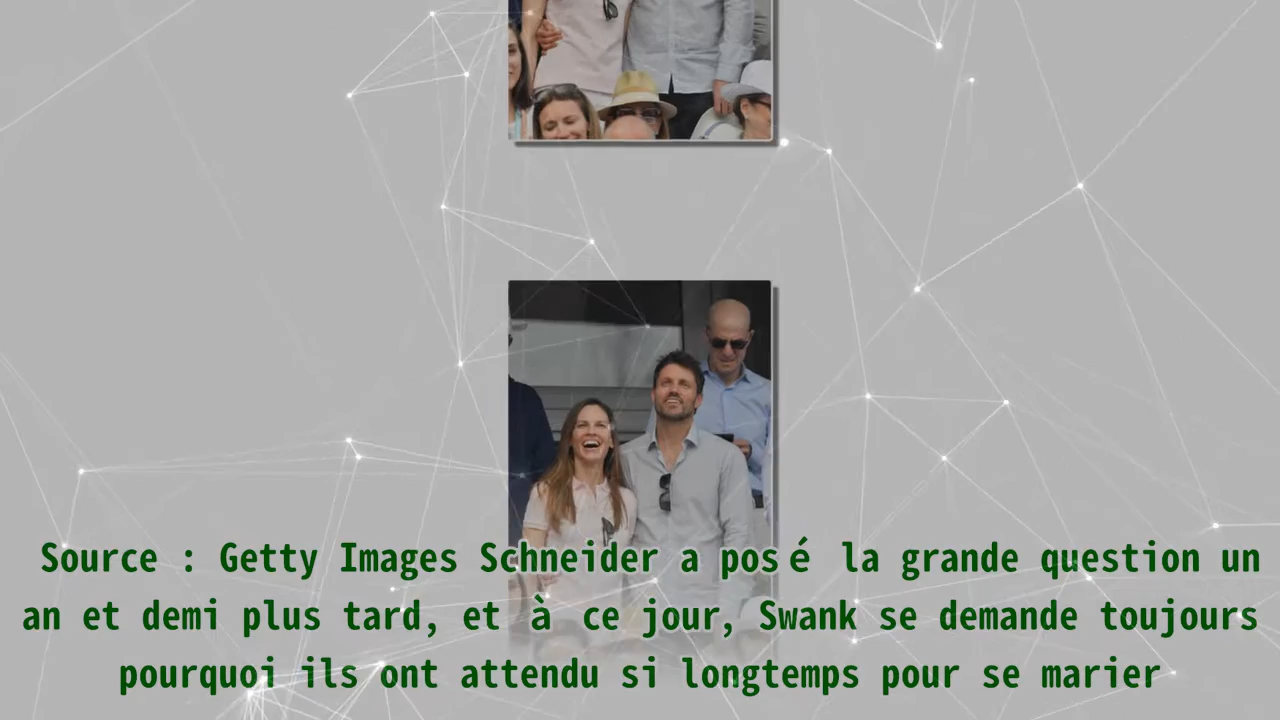 Source : Getty Images Schneider a posé la grande question un
an et demi plus tard, et à ce jour, Swank se demande toujours
pourquoi ils ont attendu si longtemps pour se marier